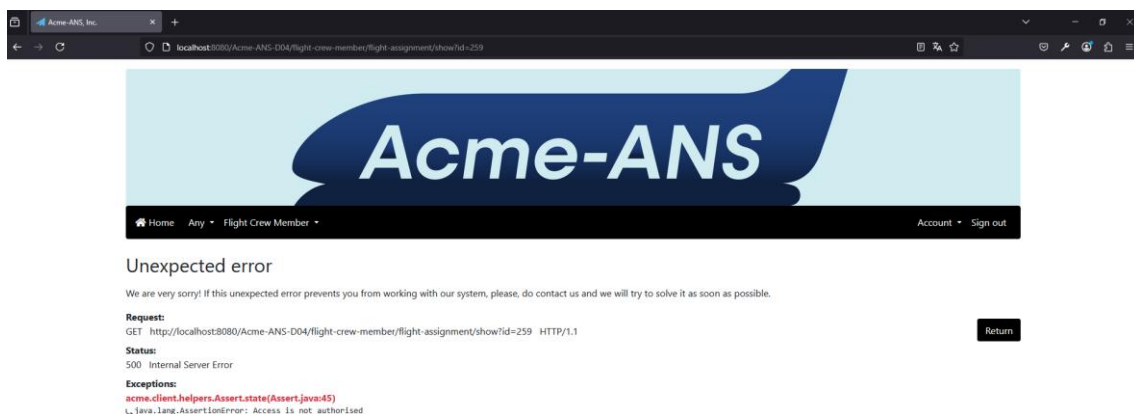 Acme-ANS, Inc.
localhost:8080/Acme-ANS-D04/flight-crew-member/flight-assignment/show?id=259
Acme-ANS
Home Any Flight Crew Member Account Sign out
Unexpected error
We are very sorry! If this unexpected error prevents you from working with our system, please, do contact us and we will try to solve it as soon as possible.
Request:
GET http://localhost:8080/Acme-ANS-D04/flight-crew-member/flight-assignment/show?id=259 HTTP/1.1
Return
Status:
500 Internal Server Error
Exceptions:
acme.client.helpers.Assert.state(Assert.java:45)
java.lang.AssertionError: Access is not authorised